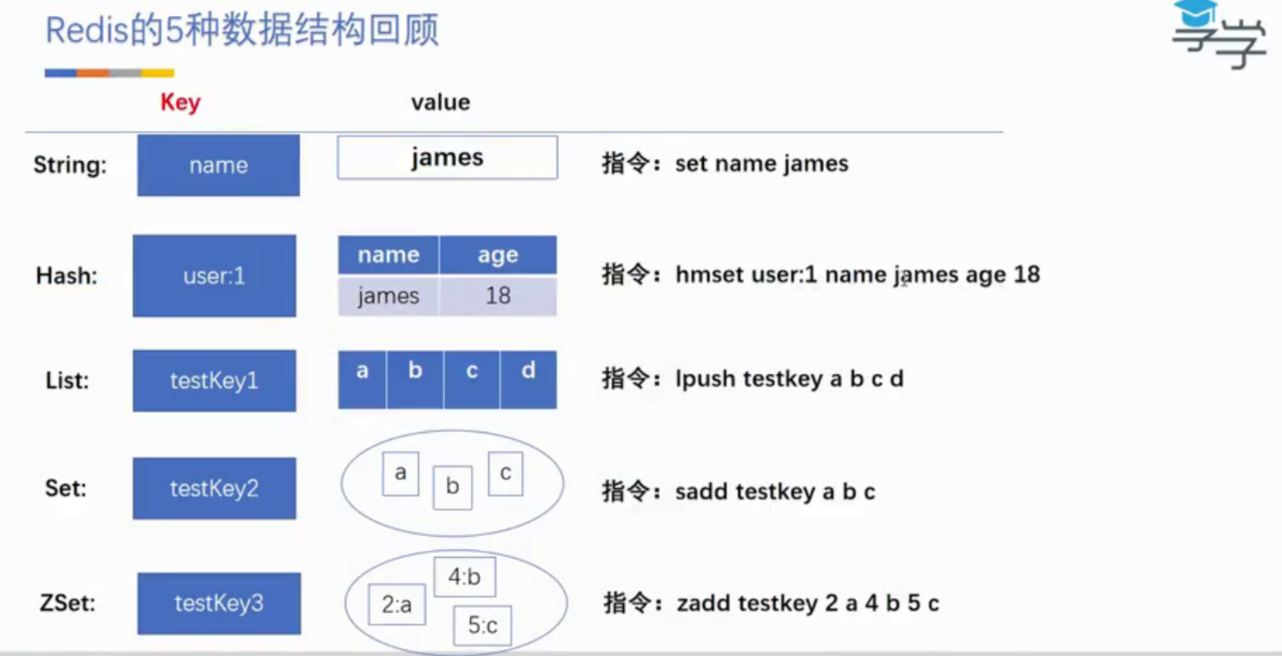 Redis的5种数据结构回顾
享学
Key value
String: name james 指令：set name james
name age
Hash: user:1 指令：hmset user:1 name james age 18
james 18
List: testKey1 a b c d 指令：lpush testkey a b c d
Set: testKey2 a b c 指令：sadd testkey a b c
4:b
ZSet: testKey3 2:a 指令：zadd testkey 2 a 4 b 5 c
5:c